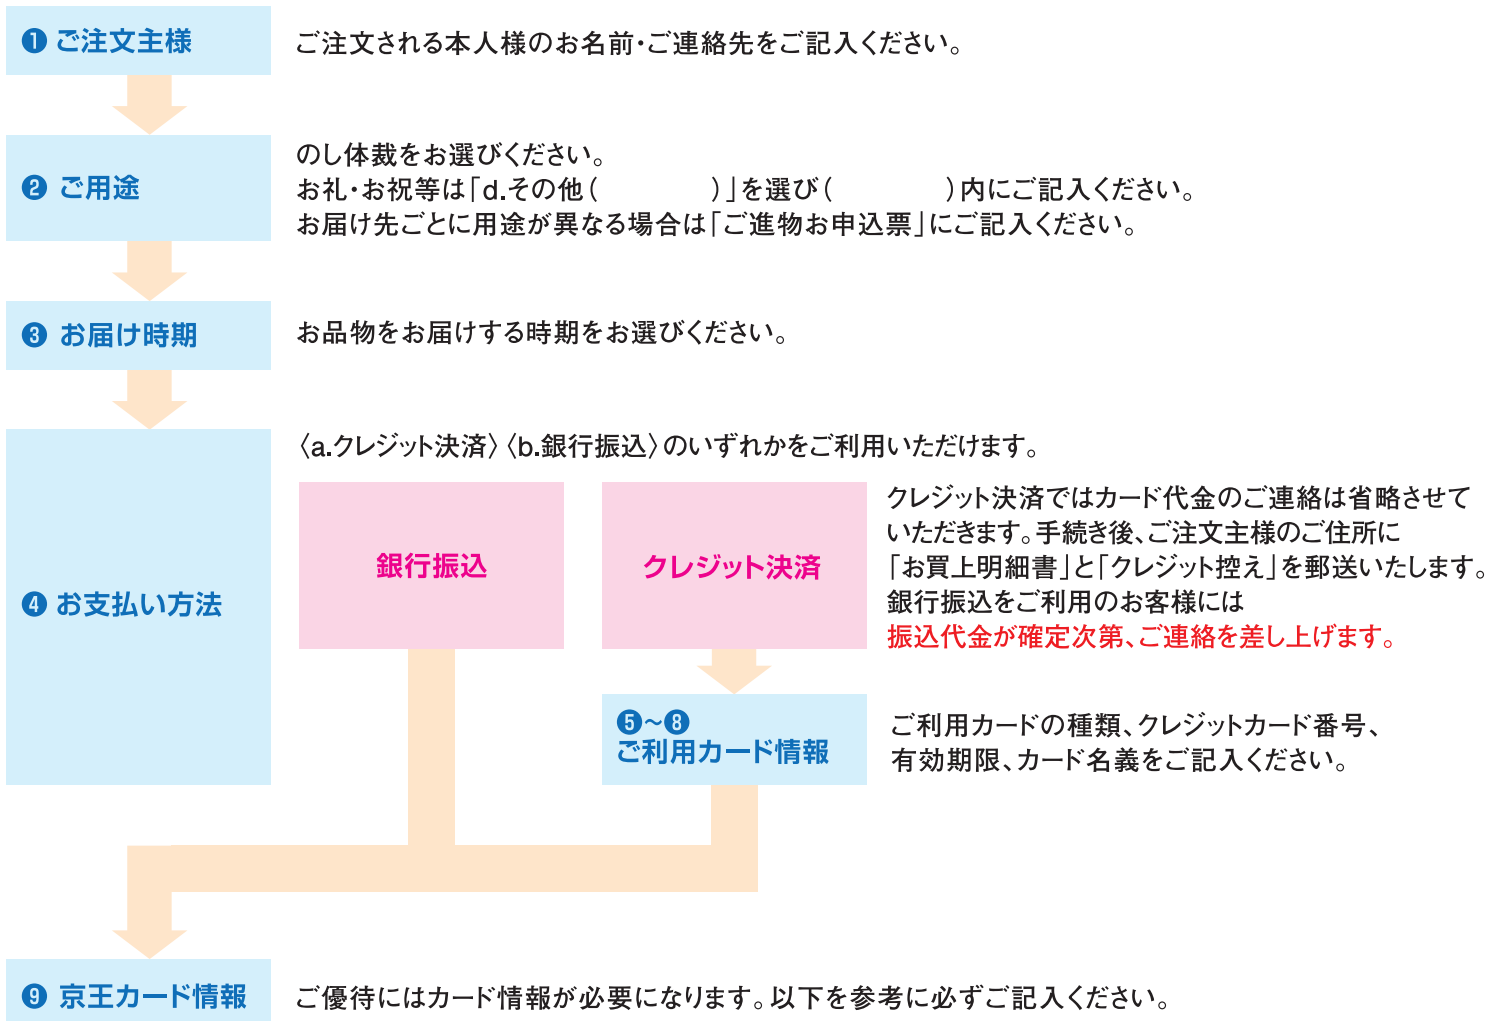 ❶ ご注文主様
ご注文される本人様のお名前・ご連絡先をご記入ください。
❷ ご用途
のし体裁をお選びください。
お礼・お祝等は「d.その他（　　　　）」を選び（　　　　）内にご記入ください。
お届け先ごとに用途が異なる場合は「ご進物お申込票」にご記入ください。
❸ お届け時期
お品物をお届けする時期をお選びください。
❹ お支払い方法
〈a.クレジット決済〉〈b.銀行振込〉のいずれかをご利用いただけます。
銀行振込
クレジット決済
クレジット決済ではカード代金のご連絡は省略させて
いただきます。手続き後、ご注文主様のご住所に
「お買上明細書」と「クレジット控え」を郵送いたします。
銀行振込をご利用のお客様には
振込代金が確定次第、ご連絡を差し上げます。
❺～❽
ご利用カード情報
ご利用カードの種類、クレジットカード番号、
有効期限、カード名義をご記入ください。
❾ 京王カード情報
ご優待にはカード情報が必要になります。以下を参考に必ずご記入ください。